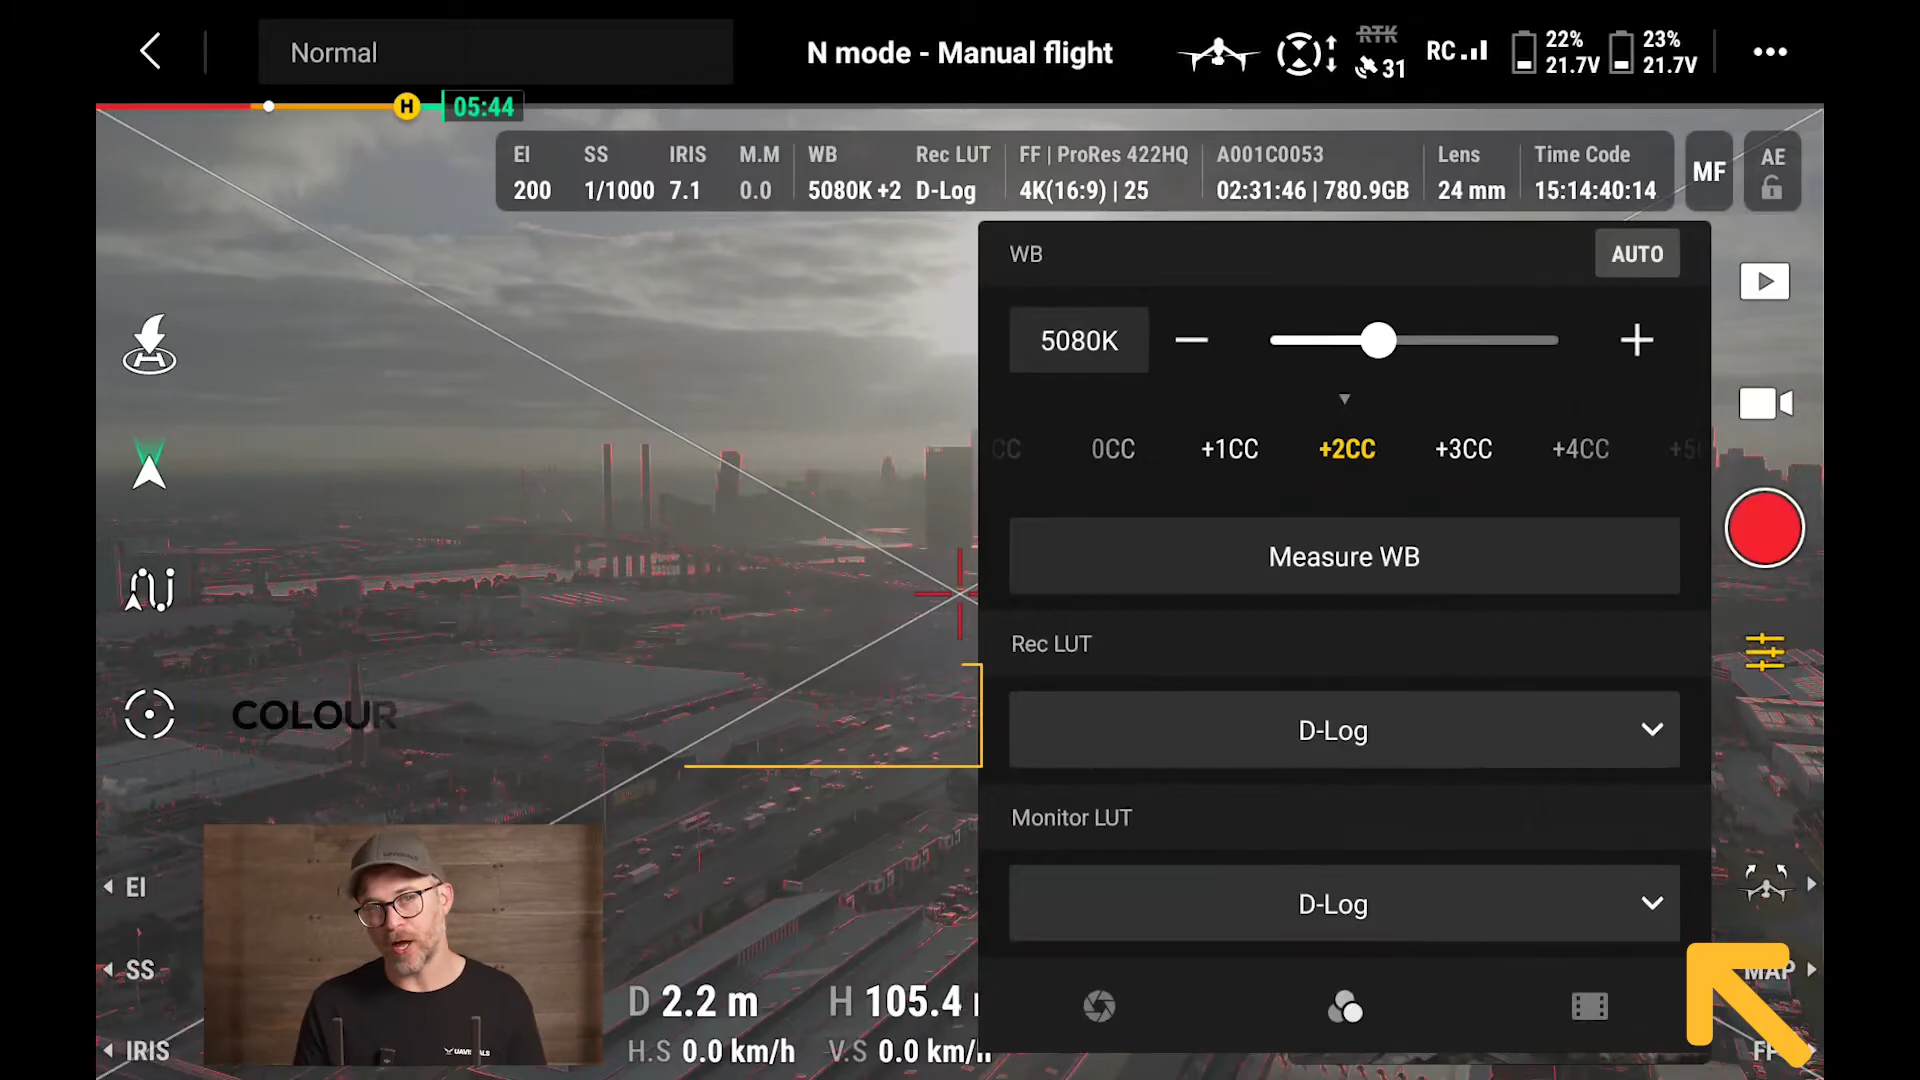 Normal
N mode - Manual flight
RTK
31
RC
22%
21.7V
23%
21.7V
H
05:44
EI SS IRIS M.M WB Rec LUT FF | ProRes 422HQ A001C0053 Lens Time Code
200 1/1000 7.1 0.0 5080K +2 D-Log 4K(16:9) | 25 02:31:46 | 780.9GB 24 mm 15:14:40:14
MF
AE
WB
AUTO
5080K
CC 0CC +1CC +2CC +3CC +4CC
Measure WB
Rec LUT
D-Log
Monitor LUT
D-Log
COLOUR
EI
SS
IRIS
MAP
D 2.2 m H 105.4
H.S 0.0 km/h V.S 0.0 km/h